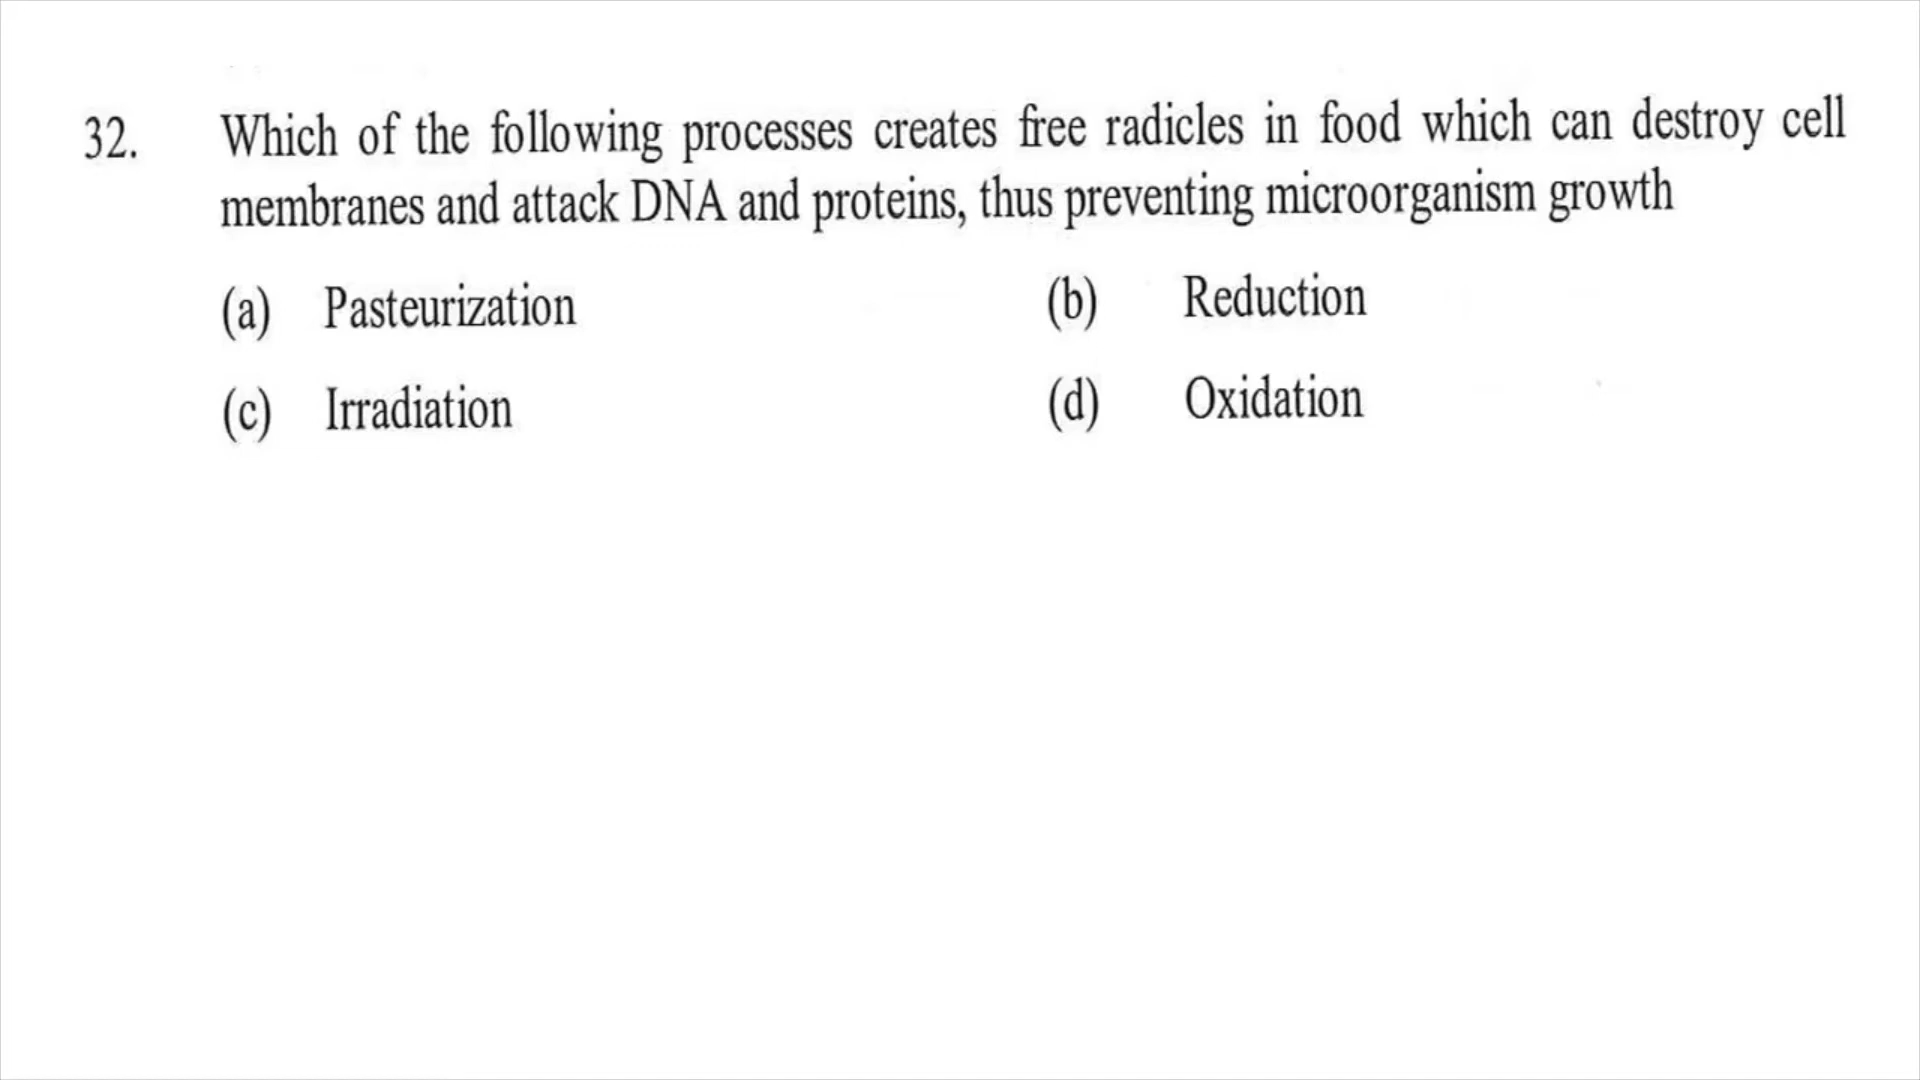 32. Which of the following processes creates free radicles in food which can destroy cell
membranes and attack DNA and proteins, thus preventing microorganism growth
(a) Pasteurization (b) Reduction
(c) Irradiation (d) Oxidation